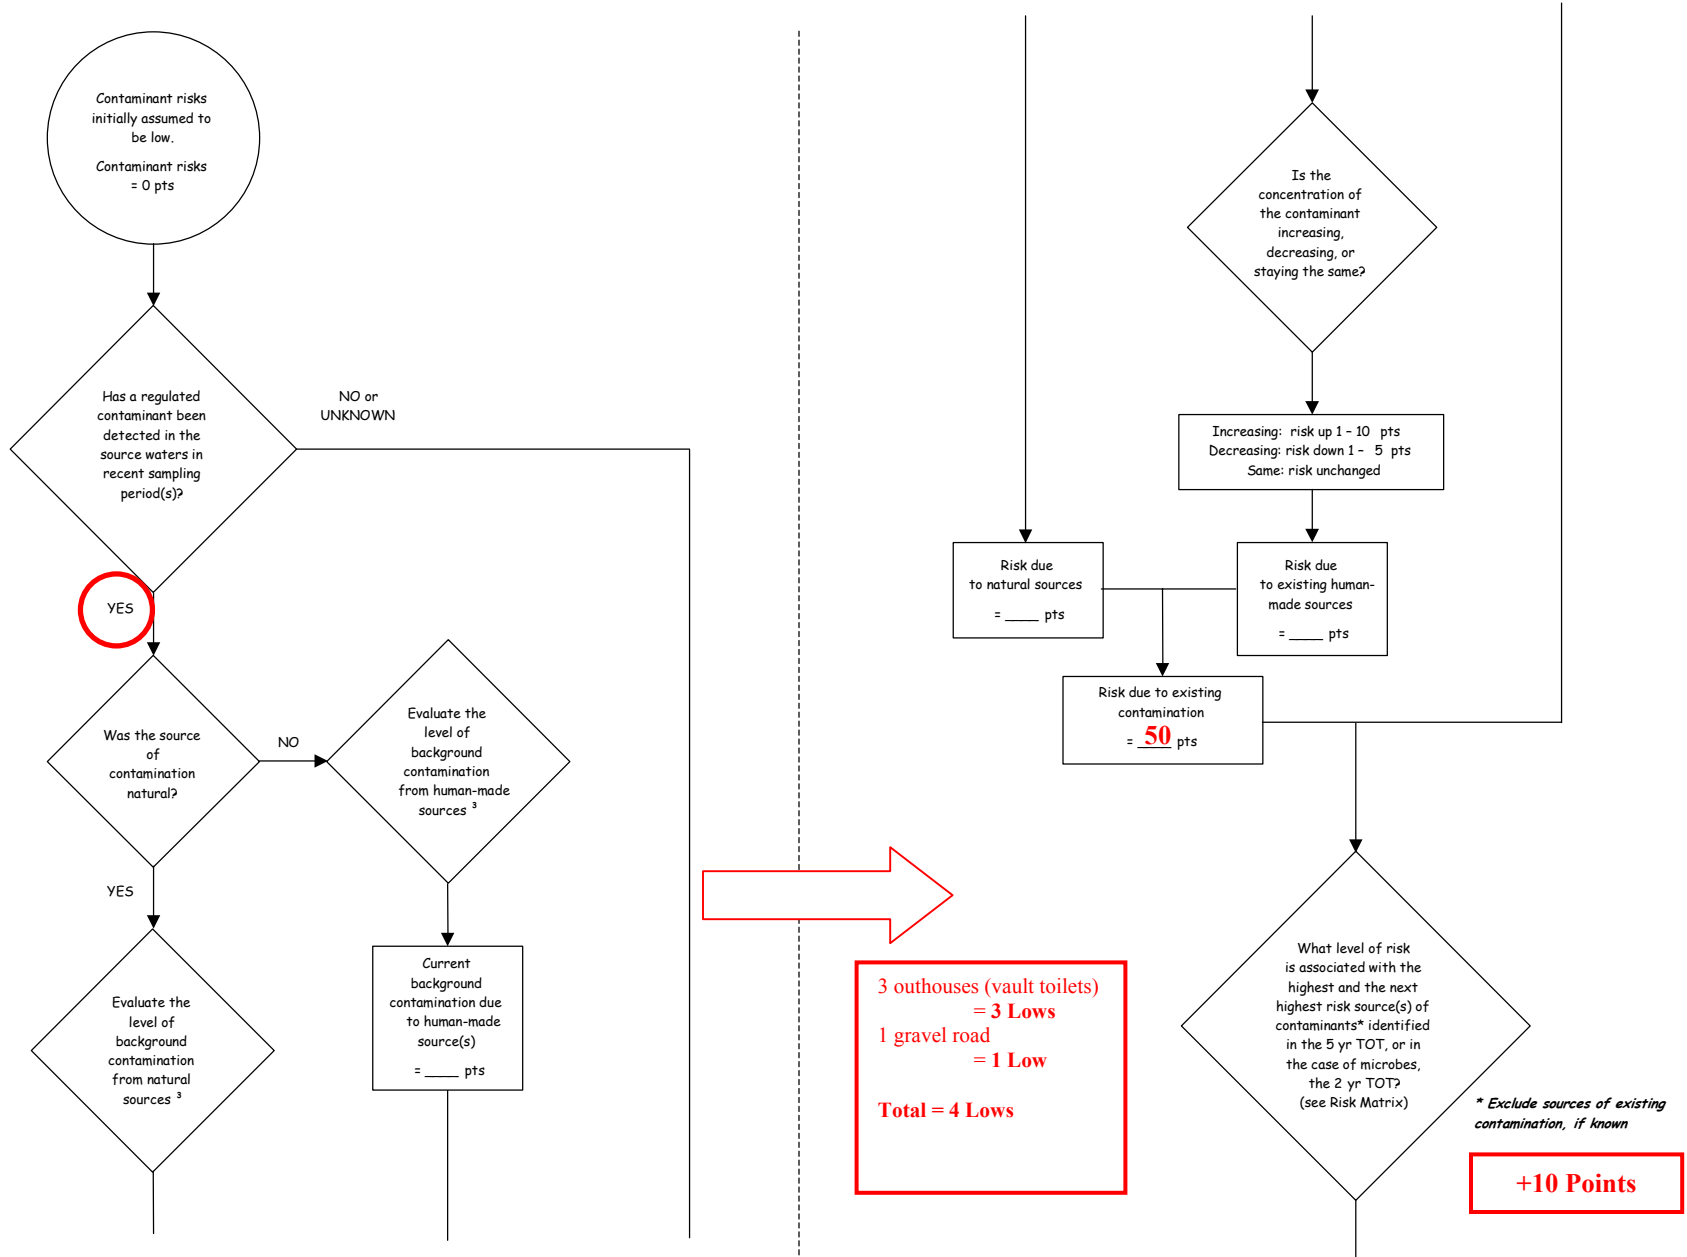 Contaminant risks
initially assumed to
be low.
Contaminant risks
= 0 pts
Has a regulated
contaminant been
detected in the
source waters in
recent sampling
period(s)?
NO or
UNKNOWN
YES
Was the source
of
contamination
natural?
NO
Evaluate the
level of
background
contamination
from human-made
sources ³
YES
Evaluate the
level of
background
contamination
from natural
sources ³
Current
background
contamination due
to human-made
source(s)
= ____ pts
Is the
concentration of
the contaminant
increasing,
decreasing, or
staying the same?
Increasing: risk up 1 – 10 pts
Decreasing: risk down 1 – 5 pts
Same: risk unchanged
Risk due
to natural sources
= ____ pts
Risk due
to existing human-
made sources
= ____ pts
Risk due to existing
contamination
= 50 pts
3 outhouses (vault toilets)
= 3 Lows
1 gravel road
= 1 Low
Total = 4 Lows
What level of risk
is associated with the
highest and the next
highest risk source(s) of
contaminants* identified
in the 5 yr TOT, or in
the case of microbes,
the 2 yr TOT?
(see Risk Matrix)
* Exclude sources of existing
contamination, if known
+10 Points